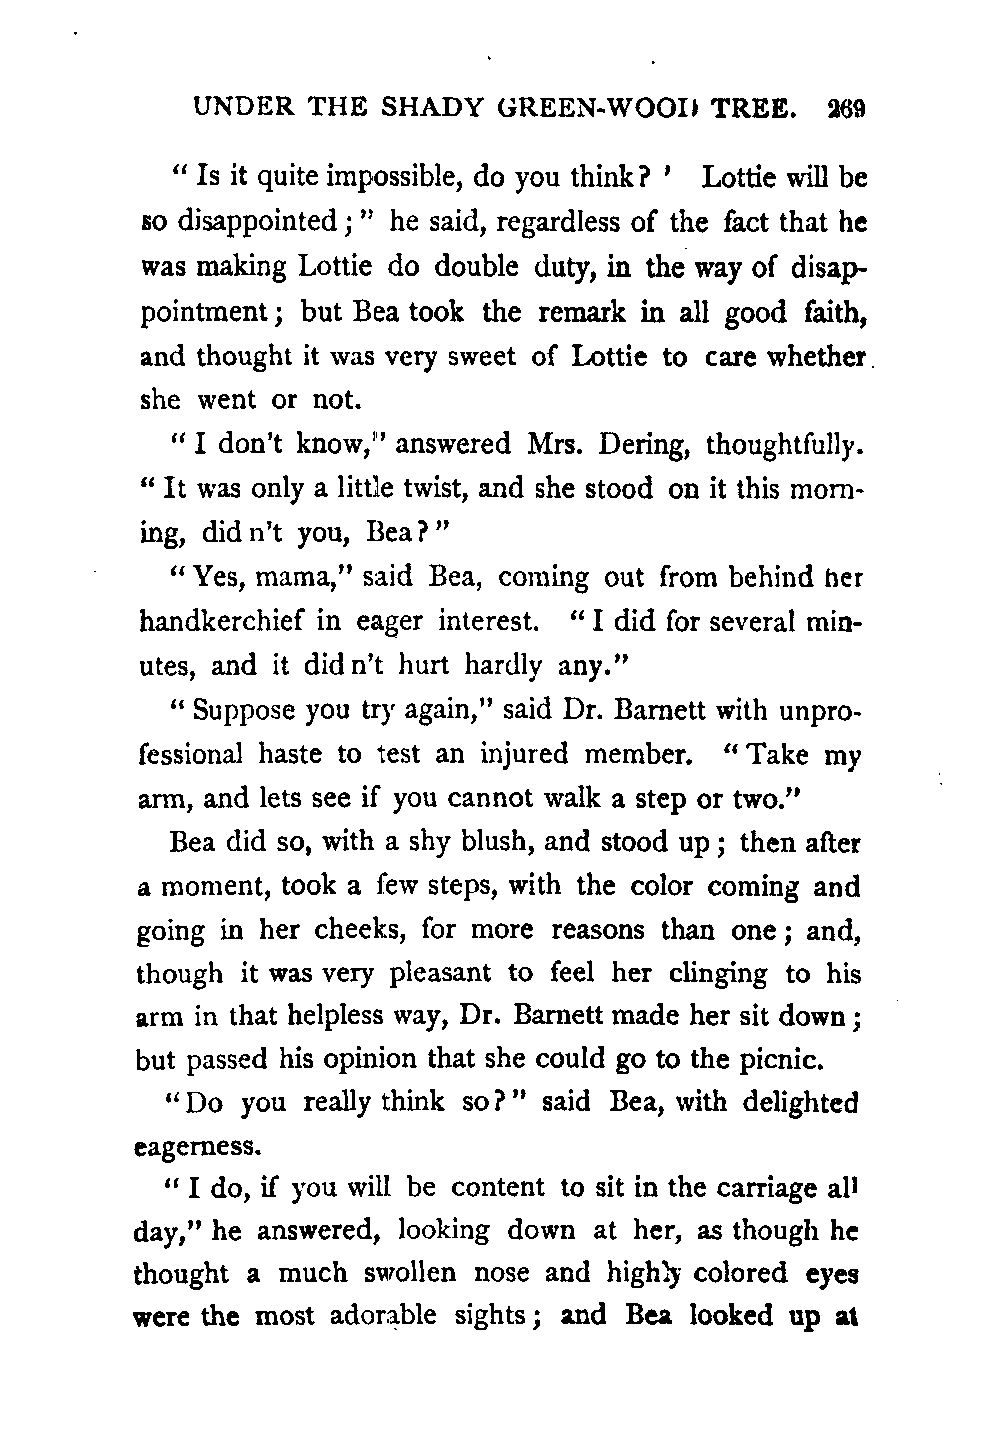 UNDER THE SHADY GREEN-WOOD TREE. 269
" Is it quite impossible, do you think? ' Lottie will be
so disappointed;" he said, regardless of the fact that he
was making Lottie do double duty, in the way of disap-
pointment; but Bea took the remark in all good faith,
and thought it was very sweet of Lottie to care whether
she went or not.
" I don't know," answered Mrs. Dering, thoughtfully.
" It was only a little twist, and she stood on it this morn-
ing, did n't you, Bea?"
" Yes, mama," said Bea, coming out from behind her
handkerchief in eager interest. " I did for several min-
utes, and it did n't hurt hardly any."
" Suppose you try again," said Dr. Barnett with unpro-
fessional haste to test an injured member. " Take my
arm, and lets see if you cannot walk a step or two."
Bea did so, with a shy blush, and stood up; then after
a moment, took a few steps, with the color coming and
going in her cheeks, for more reasons than one; and,
though it was very pleasant to feel her clinging to his
arm in that helpless way, Dr. Barnett made her sit down;
but passed his opinion that she could go to the picnic.
" Do you really think so?" said Bea, with delighted
eagerness.
" I do, if you will be content to sit in the carriage all
day," he answered, looking down at her, as though he
thought a much swollen nose and highly colored eyes
were the most adorable sights; and Bea looked up at